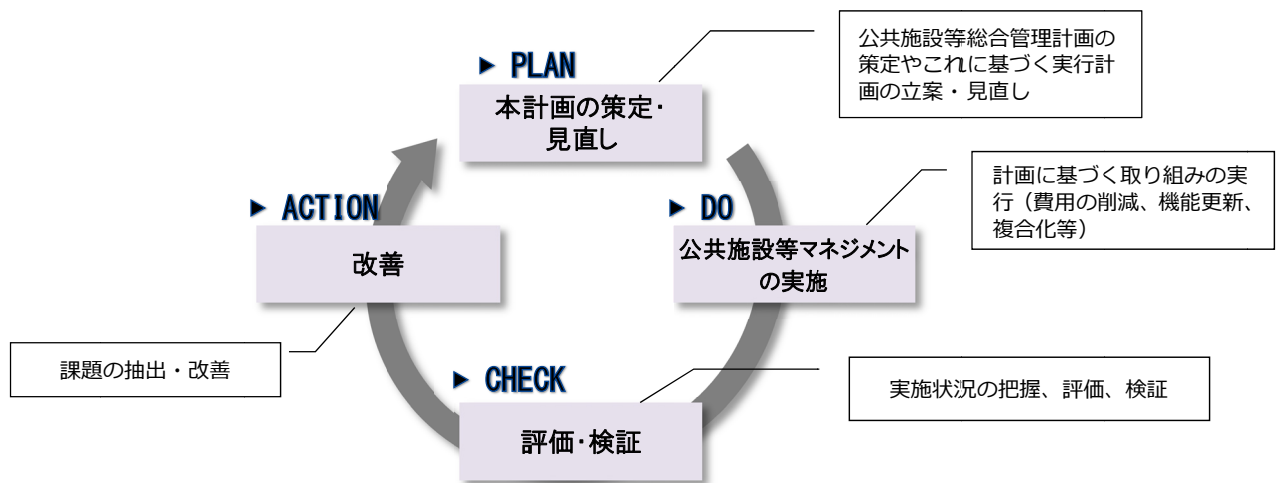 ▶ PLAN
本計画の策定・
見直し
公共施設等総合管理計画の
策定やこれに基づく実行計
画の立案・見直し
▶ DO
公共施設等マネジメント
の実施
計画に基づく取り組みの実
行（費用の削減、機能更新、
複合化等）
▶ CHECK
評価・検証
実施状況の把握、評価、検証
▶ ACTION
改善
課題の抽出・改善